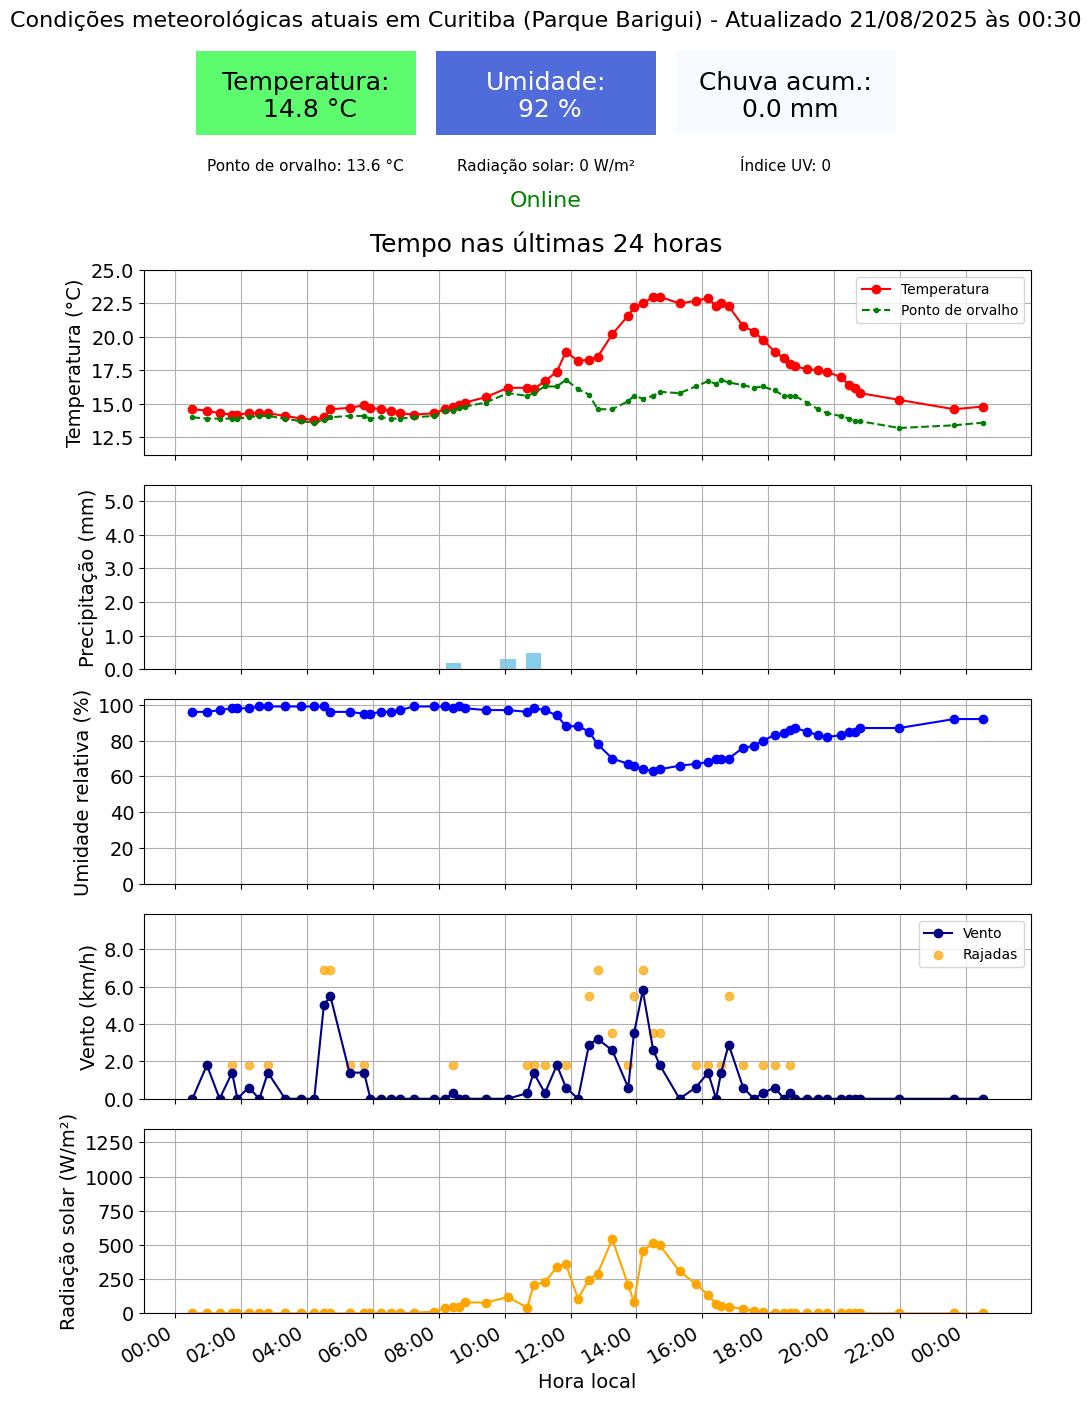 Condições meteorológicas atuais em Curitiba (Parque Barigui) - Atualizado 21/08/2025 às 00:30
Temperatura:
14.8 °C
Umidade:
92 %
Chuva acum.:
0.0 mm
Ponto de orvalho: 13.6 °C
Radiação solar: 0 W/m²
Índice UV: 0
Online
Tempo nas últimas 24 horas
Temperatura (°C)
25.0
22.5
20.0
17.5
15.0
12.5
Temperatura
Ponto de orvalho
Precipitação (mm)
5.0
4.0
3.0
2.0
1.0
0.0
Umidade relativa (%)
100
80
60
40
20
0
Vento (km/h)
8.0
6.0
4.0
2.0
0.0
Vento
Rajadas
Radiação solar (W/m²)
1250
1000
750
500
250
0
00:00
02:00
04:00
06:00
08:00
10:00
12:00
14:00
16:00
18:00
20:00
22:00
00:00
Hora local